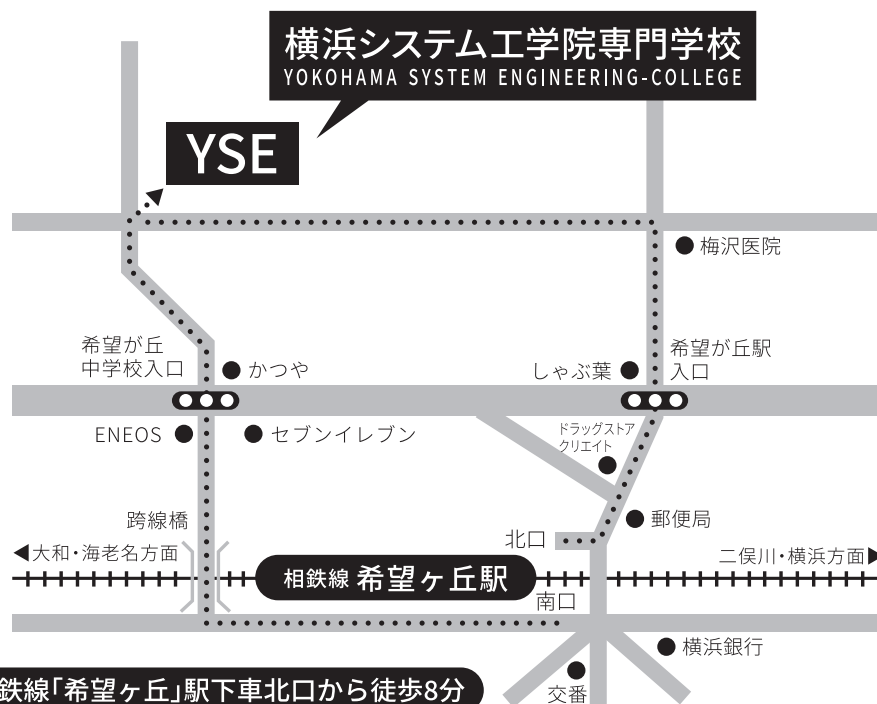 横浜システム工学院専門学校
YOKOHAMA SYSTEM ENGINEERING-COLLEGE
YSE
梅沢医院
希望が丘
中学校入口
かつや
しゃぶ葉
希望が丘駅
入口
ENEOS
セブンイレブン
ドラッグストア
クリエイト
跨線橋
北口
郵便局
大和・海老名方面
二俣川・横浜方面
相鉄線 希望ヶ丘駅
南口
横浜銀行
鉄線「希望ヶ丘」駅下車北口から徒歩8分
交番